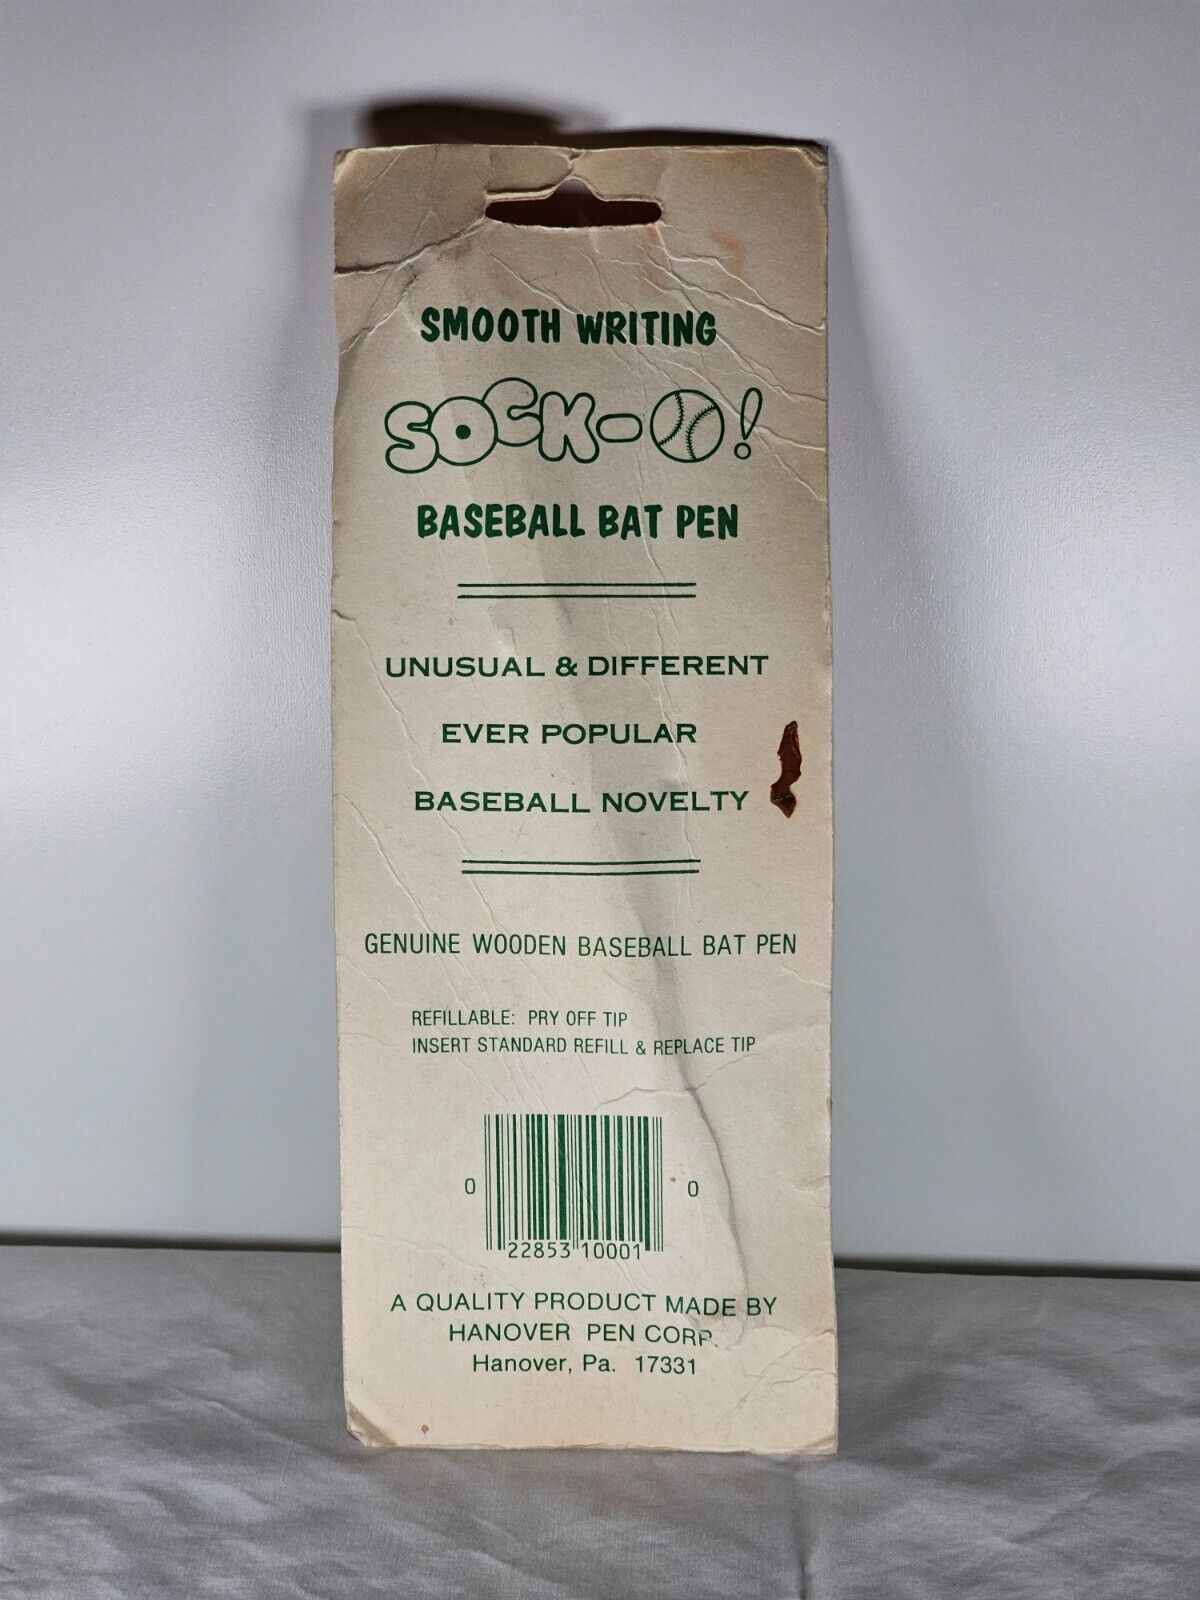 SMOOTH WRITING
SOCK-O!
BASEBALL BAT PEN
UNUSUAL & DIFFERENT
EVER POPULAR
BASEBALL NOVELTY
GENUINE WOODEN BASEBALL BAT PEN
REFILLABLE: PRY OFF TIP
INSERT STANDARD REFILL & REPLACE TIP
0 22853 10001 0
A QUALITY PRODUCT MADE BY
HANOVER PEN CORP.
Hanover, Pa. 17331